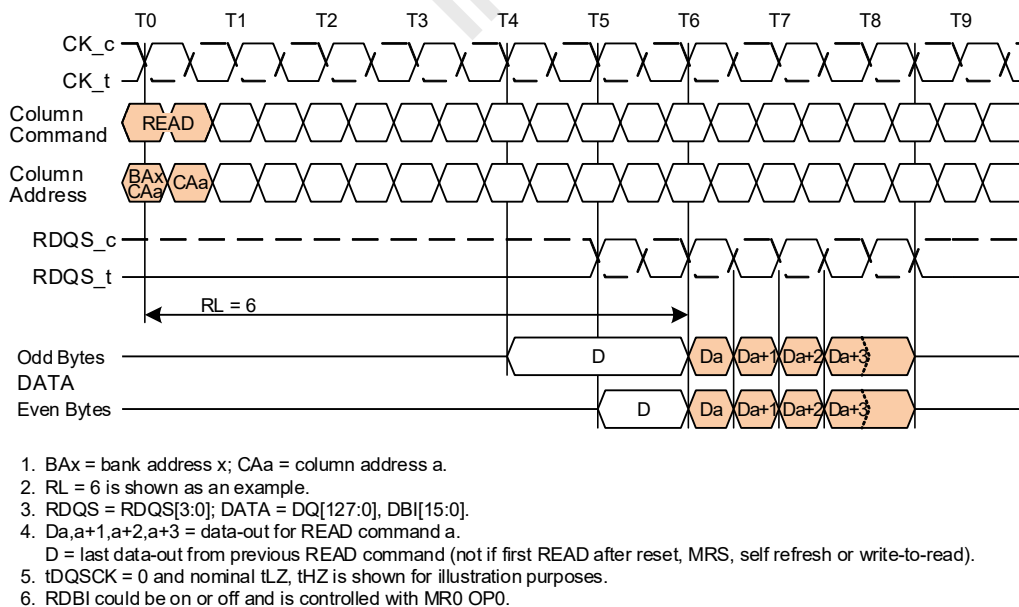 T0 T1 T2 T3 T4 T5 T6 T7 T8 T9
CK_c
CK_t
Column
Command
READ
Column
Address
BAx
CAa
CAa
RDQS_c
RDQS_t
RL = 6
Odd Bytes
D Da Da+1 Da+2 Da+3
DATA
Even Bytes
D Da Da+1 Da+2 Da+3
1. BAx = bank address x; CAa = column address a.
2. RL = 6 is shown as an example.
3. RDQS = RDQS[3:0]; DATA = DQ[127:0], DBI[15:0].
4. Da,a+1,a+2,a+3 = data-out for READ command a.
D = last data-out from previous READ command (not if first READ after reset, MRS, self refresh or write-to-read).
5. tDQSCK = 0 and nominal tLZ, tHZ is shown for illustration purposes.
6. RDBI could be on or off and is controlled with MR0 OP0.